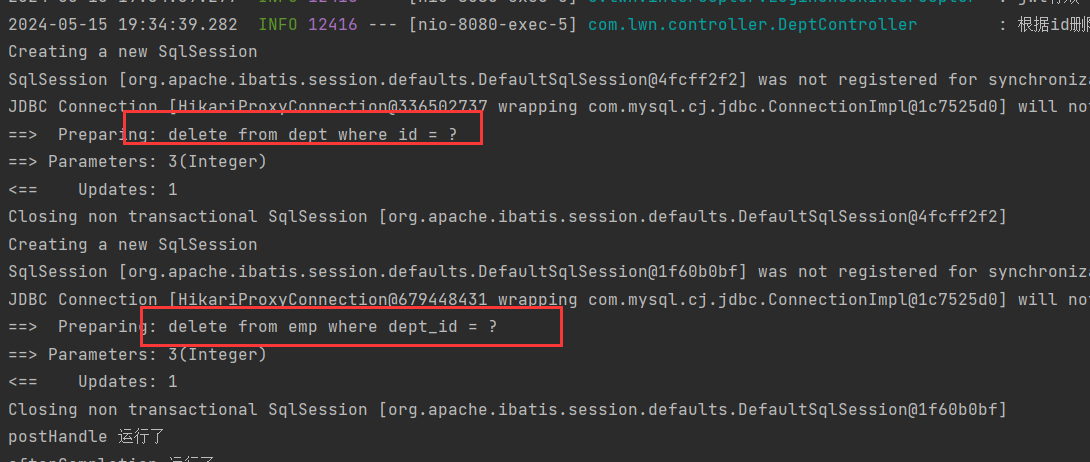 2024-05-15 19:34:39.282  INFO 12416 --- [nio-8080-exec-5] com.lwn.controller.DeptController         : 根据id删
Creating a new SqlSession
SqlSession [org.apache.ibatis.session.defaults.DefaultSqlSession@4fcff2f2] was not registered for synchroniza
JDBC Connection [HikariProxyConnection@336502737 wrapping com.mysql.cj.jdbc.ConnectionImpl@1c7525d0] will no
==>  Preparing: delete from dept where id = ?
==> Parameters: 3(Integer)
<==    Updates: 1
Closing non transactional SqlSession [org.apache.ibatis.session.defaults.DefaultSqlSession@4fcff2f2]
Creating a new SqlSession
SqlSession [org.apache.ibatis.session.defaults.DefaultSqlSession@1f60b0bf] was not registered for synchroniza
JDBC Connection [HikariProxyConnection@679448431 wrapping com.mysql.cj.jdbc.ConnectionImpl@1c7525d0] will no
==>  Preparing: delete from emp where dept_id = ?
==> Parameters: 3(Integer)
<==    Updates: 1
Closing non transactional SqlSession [org.apache.ibatis.session.defaults.DefaultSqlSession@1f60b0bf]
postHandle 运行了
afterCompletion 运行了